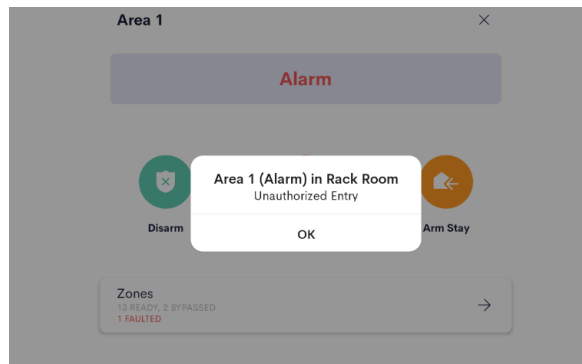 Area 1
Alarm
Area 1 (Alarm) in Rack Room
Unauthorized Entry
OK
Disarm
Arm Stay
Zones
13 READY, 2 BYPASSED
1 FAULTED